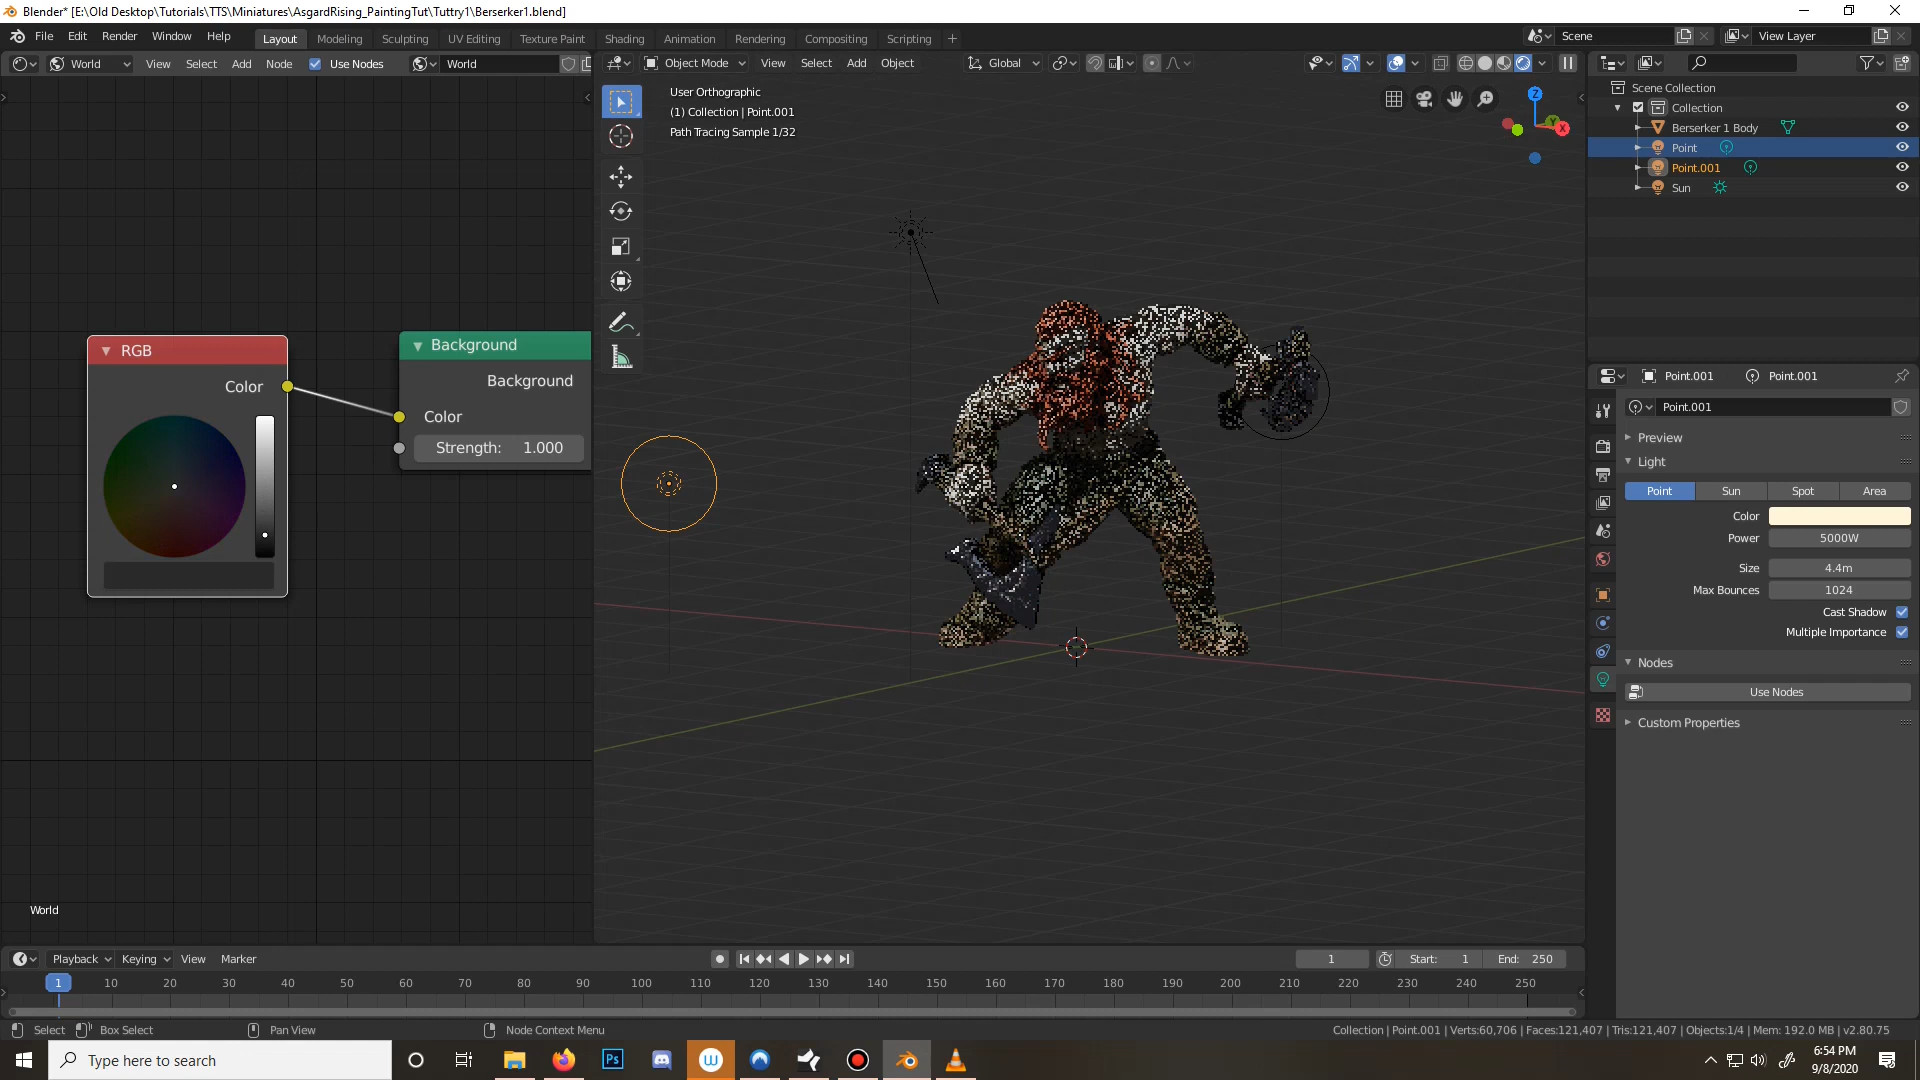 Blender* [E:\Old Desktop\Tutorials\TTS\Miniatures\AsgardRising_PaintingTut\Tuttry1\Berserker1.blend]
File Edit Render Window Help Layout Modeling Sculpting UV Editing Texture Paint Shading Animation Rendering Compositing Scripting + Scene View Layer
World View Select Add Node Use Nodes World Object Mode View Select Add Object Global
User Orthographic
(1) Collection | Point.001
Path Tracing Sample 1/32
Z
Y
X
Scene Collection
Collection
Berserker 1 Body
Point
Point.001
Sun
RGB
Color
Background
Background
Color
Strength: 1.000
World
Point.001 Point.001
Point.001
Preview
Light
Point Sun Spot Area
Color
Power 5000W
Size 4.4m
Max Bounces 1024
Cast Shadow
Multiple Importance
Nodes
Use Nodes
Custom Properties
Playback Keying View Marker 1 Start: 1 End: 250
1 10 20 30 40 50 60 70 80 90 100 110 120 130 140 150 160 170 180 190 200 210 220 230 240 250
Select Box Select Pan View Node Context Menu Collection | Point.001 | Verts:60,706 | Faces:121,407 | Tris:121,407 | Objects:1/4 | Mem: 192.0 MB | v2.80.75
Type here to search Ps W 6:54 PM
9/8/2020